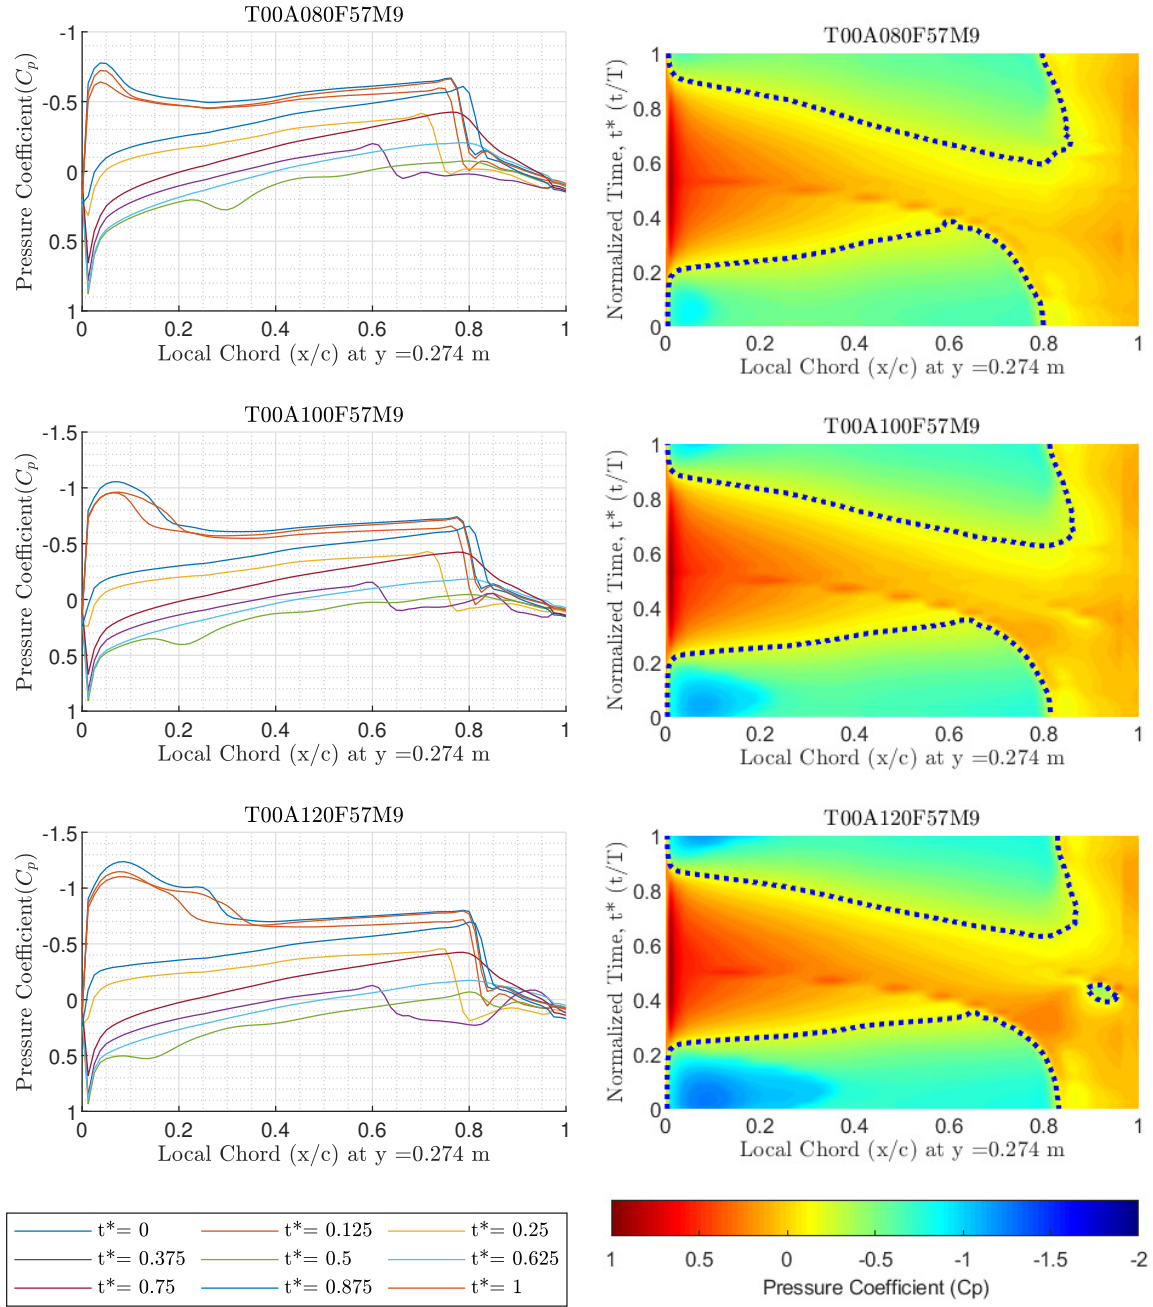 T00A080F57M9
-1
-0.5
0
0.5
1
Pressure Coefficient(Cp)
0 0.2 0.4 0.6 0.8 1
Local Chord (x/c) at y =0.274 m
T00A080F57M9
1
0.8
0.6
0.4
0.2
0
Normalized Time, t* (t/T)
0 0.2 0.4 0.6 0.8 1
Local Chord (x/c) at y =0.274 m
T00A100F57M9
-1.5
-1
-0.5
0
0.5
1
Pressure Coefficient(Cp)
0 0.2 0.4 0.6 0.8 1
Local Chord (x/c) at y =0.274 m
T00A100F57M9
1
0.8
0.6
0.4
0.2
0
Normalized Time, t* (t/T)
0 0.2 0.4 0.6 0.8 1
Local Chord (x/c) at y =0.274 m
T00A120F57M9
-1.5
-1
-0.5
0
0.5
1
Pressure Coefficient(Cp)
0 0.2 0.4 0.6 0.8 1
Local Chord (x/c) at y =0.274 m
T00A120F57M9
1
0.8
0.6
0.4
0.2
0
Normalized Time, t* (t/T)
0 0.2 0.4 0.6 0.8 1
Local Chord (x/c) at y =0.274 m
t*= 0 t*= 0.125 t*= 0.25
t*= 0.375 t*= 0.5 t*= 0.625
t*= 0.75 t*= 0.875 t*= 1
1 0.5 0 -0.5 -1 -1.5 -2
Pressure Coefficient (Cp)